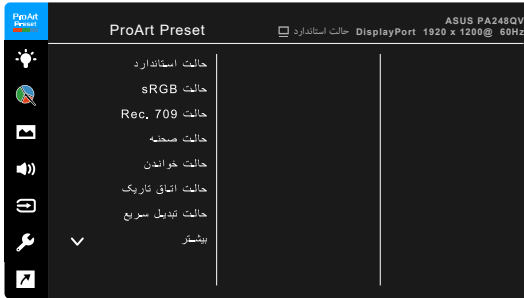 ProArt
Preset
ProArt Preset
ASUS PA248QV
حالت استاندارد DisplayPort 1920 x 1200@ 60Hz
حالت استاندارد
حالت sRGB
حالت Rec. 709
حالت صحنه
حالت خواندن
حالت اتاق تاریک
حالت تبدیل سریع
بیشتر